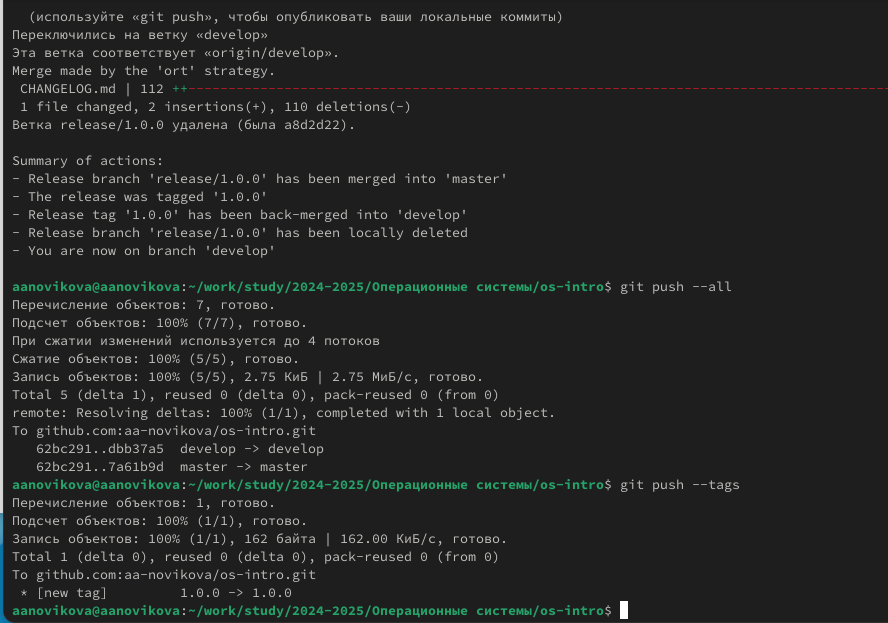 (используйте «git push», чтобы опубликовать ваши локальные коммиты)
Переключились на ветку «develop»
Эта ветка соответствует «origin/develop».
Merge made by the 'ort' strategy.
CHANGELOG.md | 112 ++-----------------------------------------------------------------------------------------
1 file changed, 2 insertions(+), 110 deletions(-)
Ветка release/1.0.0 удалена (была a8d2d22).
Summary of actions:
- Release branch 'release/1.0.0' has been merged into 'master'
- The release was tagged '1.0.0'
- Release tag '1.0.0' has been back-merged into 'develop'
- Release branch 'release/1.0.0' has been locally deleted
- You are now on branch 'develop'
aanovikova@aanovikova:~/work/study/2024-2025/Операционные системы/os-intro$ git push --all
Перечисление объектов: 7, готово.
Подсчет объектов: 100% (7/7), готово.
При сжатии изменений используется до 4 потоков
Сжатие объектов: 100% (5/5), готово.
Запись объектов: 100% (5/5), 2.75 КиБ | 2.75 МиБ/с, готово.
Total 5 (delta 1), reused 0 (delta 0), pack-reused 0 (from 0)
remote: Resolving deltas: 100% (1/1), completed with 1 local object.
To github.com:aa-novikova/os-intro.git
62bc291..dbb37a5  develop -> develop
62bc291..7a61b9d  master -> master
aanovikova@aanovikova:~/work/study/2024-2025/Операционные системы/os-intro$ git push --tags
Перечисление объектов: 1, готово.
Подсчет объектов: 100% (1/1), готово.
Запись объектов: 100% (1/1), 162 байта | 162.00 КиБ/с, готово.
Total 1 (delta 0), reused 0 (delta 0), pack-reused 0 (from 0)
To github.com:aa-novikova/os-intro.git
* [new tag]         1.0.0 -> 1.0.0
aanovikova@aanovikova:~/work/study/2024-2025/Операционные системы/os-intro$